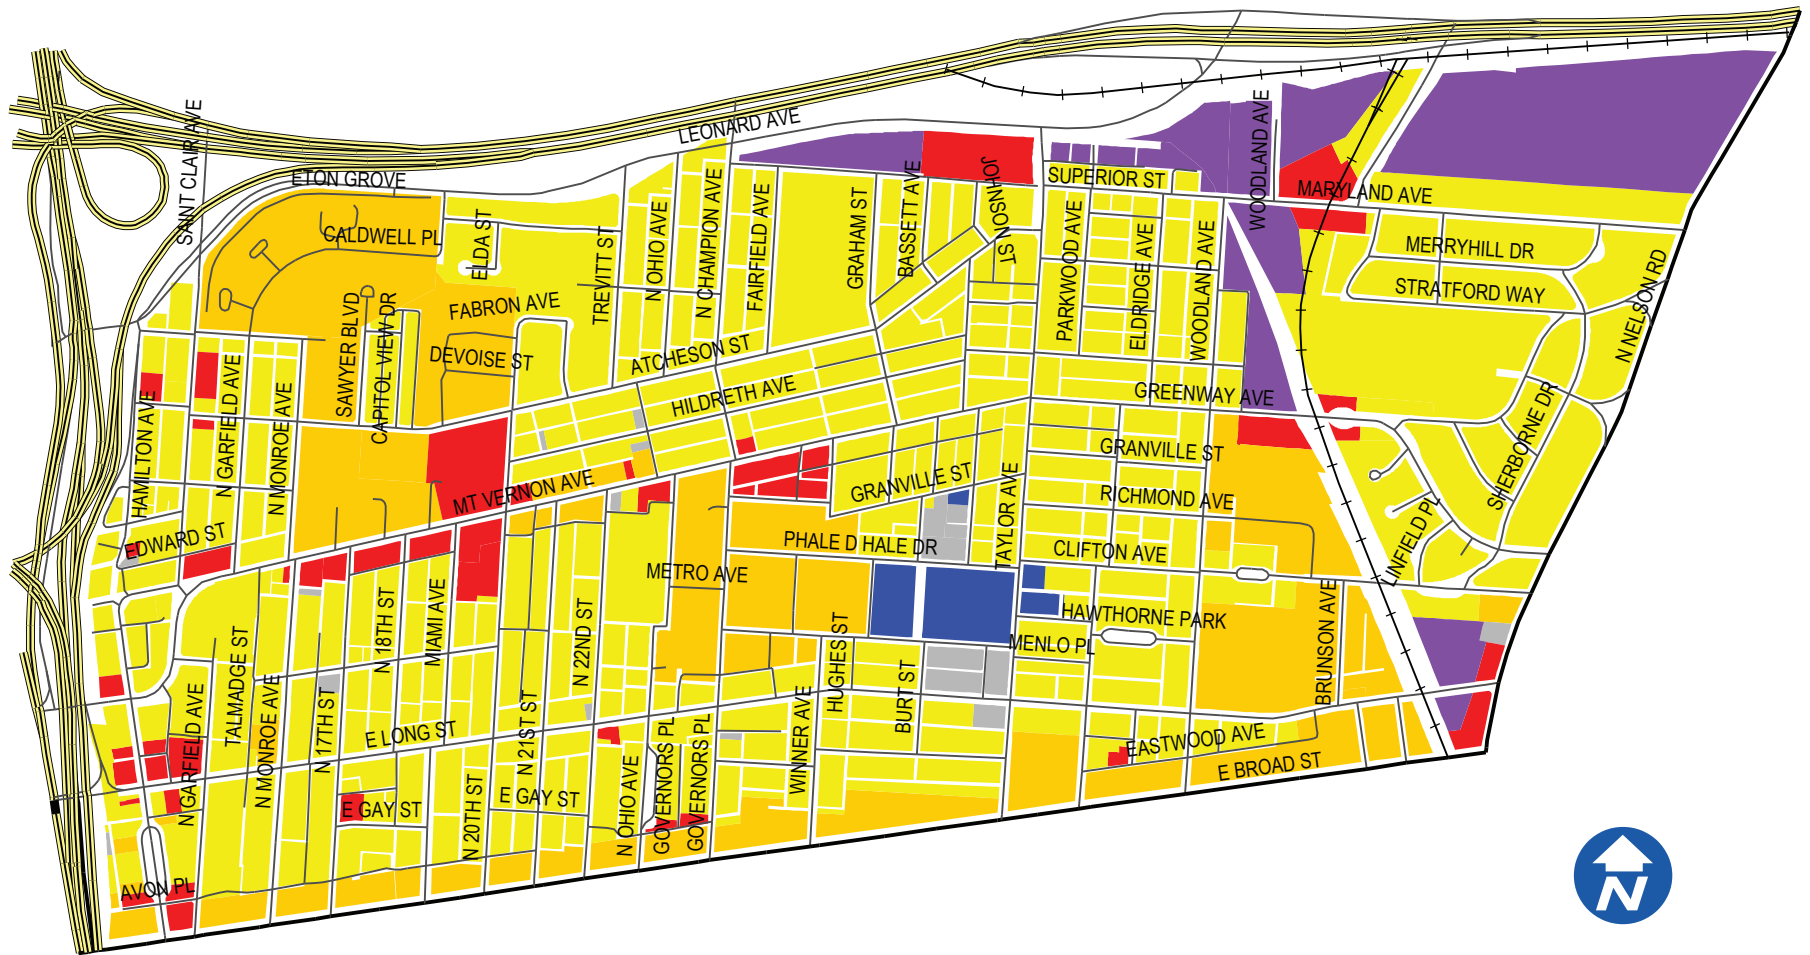 LEONARD AVE
SAINT CLAIR AVE
ETON GROVE
WOODLAND AVE
JOHNSON ST
SUPERIOR ST
MARYLAND AVE
CALDWELL PL
ELDA ST
TREVITT ST
N OHIO AVE
N CHAMPION AVE
FAIRFIELD AVE
GRAHAM ST
BASSETT AVE
PARKWOOD AVE
ELDRIDGE AVE
WOODLAND AVE
MERRYHILL DR
STRATFORD WAY
N NELSON RD
FABRON AVE
SAWYER BLVD
CAPITOL VIEW DR
DEVOISE ST
ATCHESON ST
HILDRETH AVE
GREENWAY AVE
HAMILTON AVE
N GARFIELD AVE
N MONROE AVE
SHERBORNE DR
GRANVILLE ST
MT VERNON AVE
GRANVILLE ST
TAYLOR AVE
RICHMOND AVE
EDWARD ST
PHALE D HALE DR
CLIFTON AVE
LINFIELD PL
METRO AVE
N 18TH ST
MIAMI AVE
N 22ND ST
HAWTHORNE PARK
MENLO PL
BRUNSON AVE
HUGHES ST
TALMADGE ST
N MONROE AVE
N GARFIELD AVE
N 17TH ST
E LONG ST
N 21ST ST
BURT ST
WINNER AVE
GOVERNORS PL
GOVERNORS PL
EASTWOOD AVE
E BROAD ST
N OHIO AVE
N 20TH ST
E GAY ST
E GAY ST
AVON PL
N